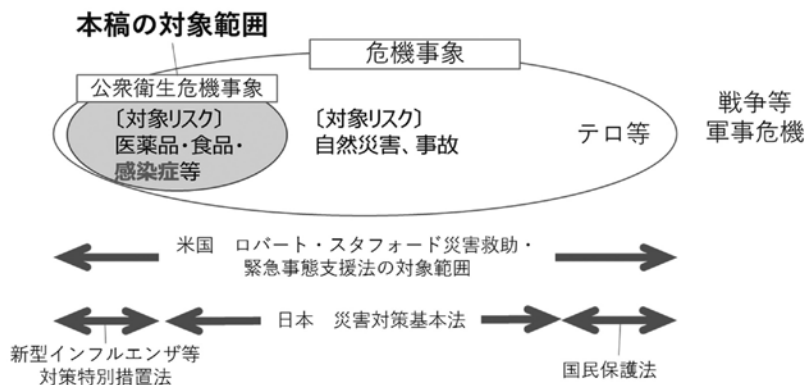 本稿の対象範囲
危機事象
公衆衛生危機事象
〔対象リスク〕
医薬品・食品・
感染症等
〔対象リスク〕
自然災害、事故
テロ等
戦争等
軍事危機
米国　ロバート・スタフォード災害救助・
緊急事態支援法の対象範囲
日本　災害対策基本法
新型インフルエンザ等
対策特別措置法
国民保護法